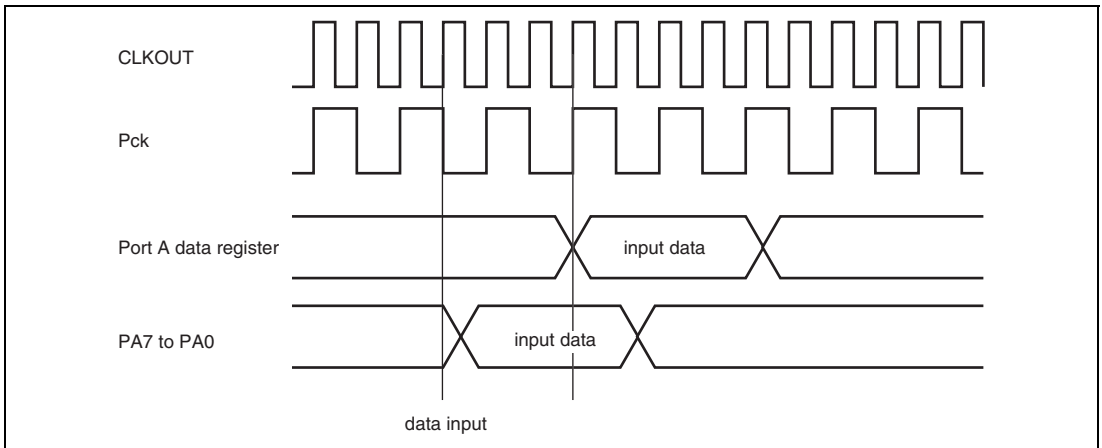 CLKOUT
Pck
Port A data register
input data
PA7 to PA0
input data
data input